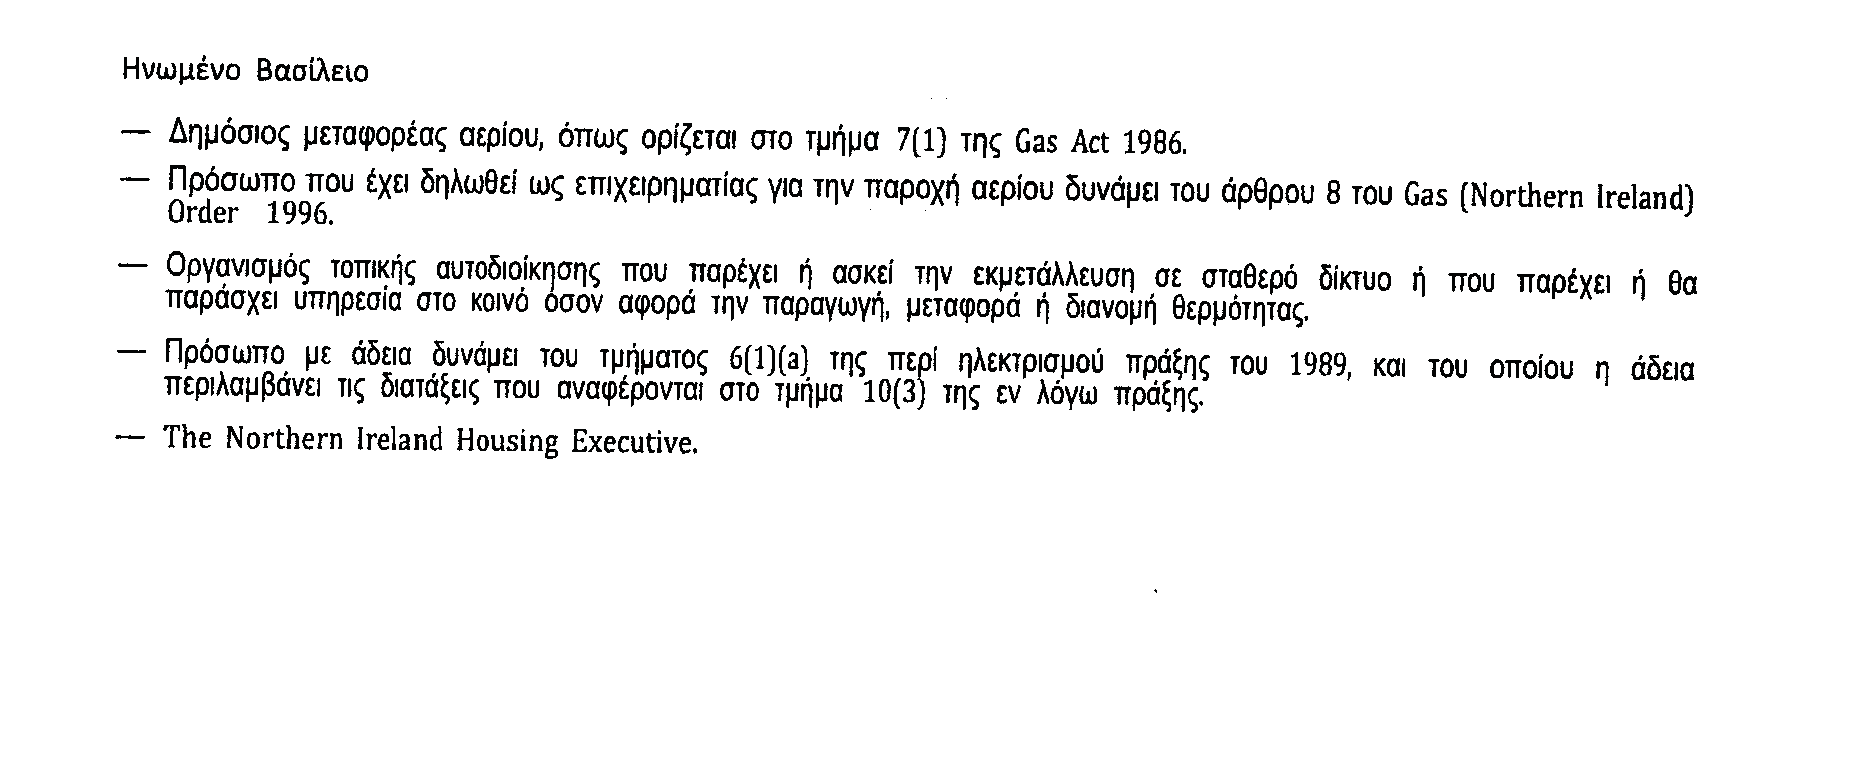 Ηνωμένο Βασίλειο
— Δημόσιος μεταφορέας αερίου, όπως ορίζεται στο τμήμα 7(1) της Gas Act 1986.
— Πρόσωπο που έχει δηλωθεί ως επιχειρηματίας για την παροχή αερίου δυνάμει του άρθρου 8 του Gas (Northern Ireland)
Order 1996.
— Οργανισμός τοπικής αυτοδιοίκησης που παρέχει ή ασκεί την εκμετάλλευση σε σταθερό δίκτυο ή που παρέχει ή θα
παράσχει υπηρεσία στο κοινό όσον αφορά την παραγωγή, μεταφορά ή διανομή θερμότητας.
— Πρόσωπο με άδεια δυνάμει του τμήματος 6(1)(a) της περί ηλεκτρισμού πράξης του 1989, και του οποίου η άδεια
περιλαμβάνει τις διατάξεις που αναφέρονται στο τμήμα 10(3) της εν λόγω πράξης.
— The Northern Ireland Housing Executive.